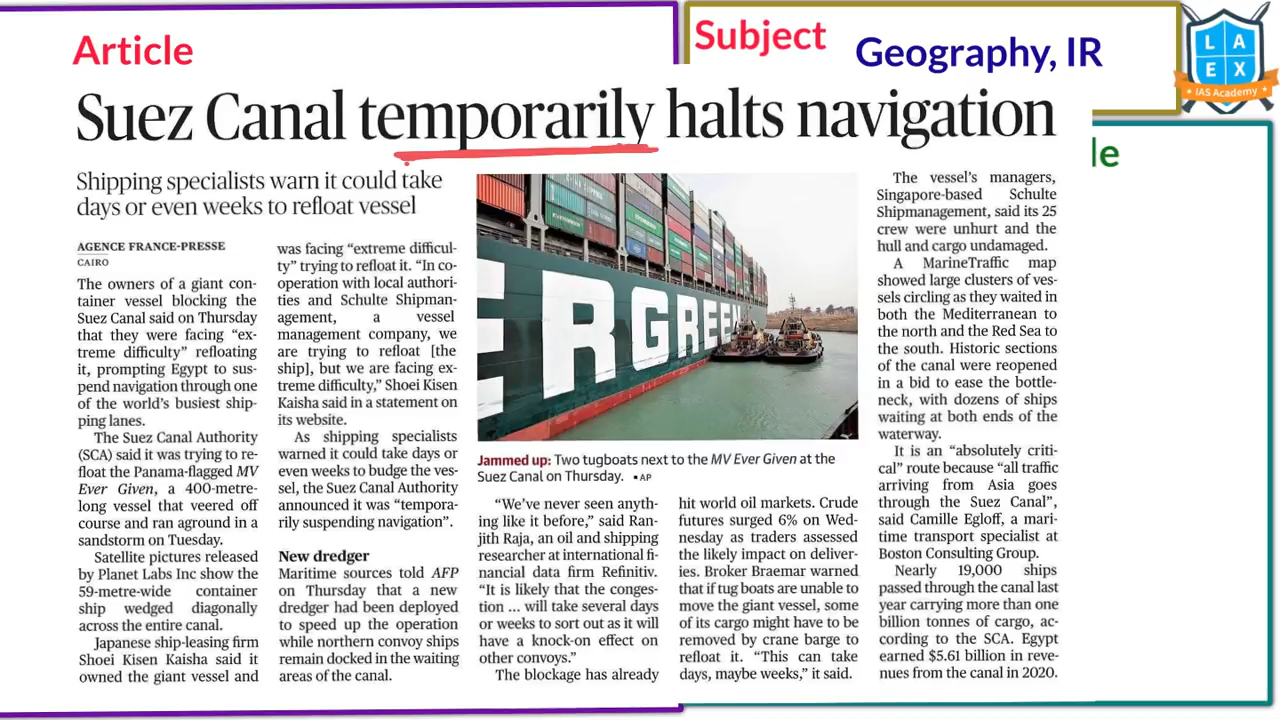 Article
Subject
Geography, IR
L A
E X
IAS Academy
le
Suez Canal temporarily halts navigation
Shipping specialists warn it could take
days or even weeks to refloat vessel
AGENCE FRANCE-PRESSE
CAIRO
The owners of a giant con-
tainer vessel blocking the
Suez Canal said on Thursday
that they were facing “ex-
treme difficulty” refloating
it, prompting Egypt to sus-
pend navigation through one
of the world’s busiest ship-
ping lanes.
The Suez Canal Authority
(SCA) said it was trying to re-
float the Panama-flagged MV
Ever Given, a 400-metre-
long vessel that veered off
course and ran aground in a
sandstorm on Tuesday.
Satellite pictures released
by Planet Labs Inc show the
59-metre-wide container
ship wedged diagonally
across the entire canal.
Japanese ship-leasing firm
Shoei Kisen Kaisha said it
owned the giant vessel and
was facing “extreme difficul-
ty” trying to refloat it. “In co-
operation with local authori-
ties and Schulte Shipman-
agement, a vessel
management company, we
are trying to refloat [the
ship], but we are facing ex-
treme difficulty,” Shoei Kisen
Kaisha said in a statement on
its website.
As shipping specialists
warned it could take days or
even weeks to budge the ves-
sel, the Suez Canal Authority
announced it was “tempora-
rily suspending navigation”.
New dredger
Maritime sources told AFP
on Thursday that a new
dredger had been deployed
to speed up the operation
while northern convoy ships
remain docked in the waiting
areas of the canal.
ERGREEN
Jammed up: Two tugboats next to the MV Ever Given at the
Suez Canal on Thursday. ▪AP
“We’ve never seen anyth-
ing like it before,” said Ran-
jith Raja, an oil and shipping
researcher at international fi-
nancial data firm Refinitiv.
“It is likely that the conges-
tion ... will take several days
or weeks to sort out as it will
have a knock-on effect on
other convoys.”
The blockage has already
hit world oil markets. Crude
futures surged 6% on Wed-
nesday as traders assessed
the likely impact on deliver-
ies. Broker Braemar warned
that if tug boats are unable to
move the giant vessel, some
of its cargo might have to be
removed by crane barge to
refloat it. “This can take
days, maybe weeks,” it said.
The vessel’s managers,
Singapore-based Schulte
Shipmanagement, said its 25
crew were unhurt and the
hull and cargo undamaged.
A MarineTraffic map
showed large clusters of ves-
sels circling as they waited in
both the Mediterranean to
the north and the Red Sea to
the south. Historic sections
of the canal were reopened
in a bid to ease the bottle-
neck, with dozens of ships
waiting at both ends of the
waterway.
It is an “absolutely criti-
cal” route because “all traffic
arriving from Asia goes
through the Suez Canal”,
said Camille Egloff, a mari-
time transport specialist at
Boston Consulting Group.
Nearly 19,000 ships
passed through the canal last
year carrying more than one
billion tonnes of cargo, ac-
cording to the SCA. Egypt
earned $5.61 billion in reve-
nues from the canal in 2020.